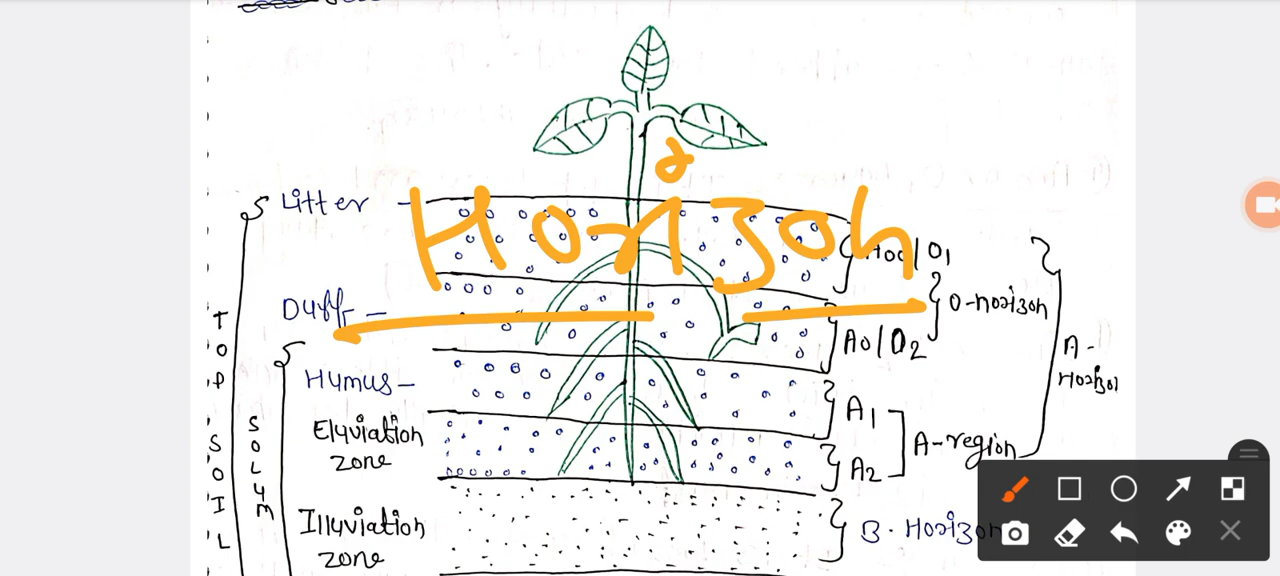 Horizon
Litter
Aoo/O1
Duff
O-horizon
Ao/O2
A-
Horizon
Humus
A1
Eluviation
zone
A-region
A2
Illuviation
zone
B. Horizon
TOP SOIL
SOLUM